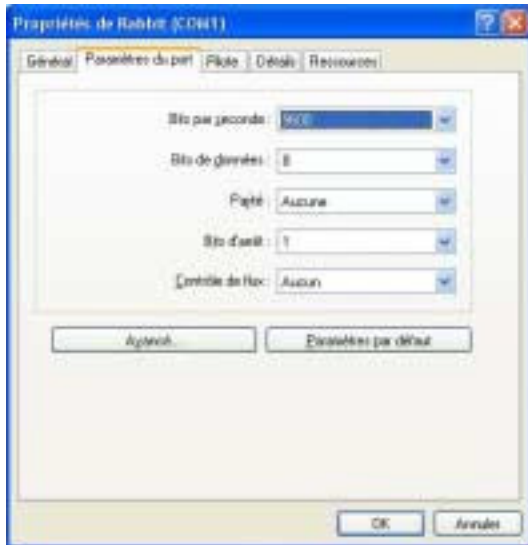 Propriétés de Rabbit (COM1)
Général Paramètres du port Pilote Détails Ressources
Bits par seconde : 9600
Bits de données : 8
Parité : Aucune
Bits d'arrêt : 1
Contrôle de flux : Aucun
Avancé... Paramètres par défaut
OK Annuler